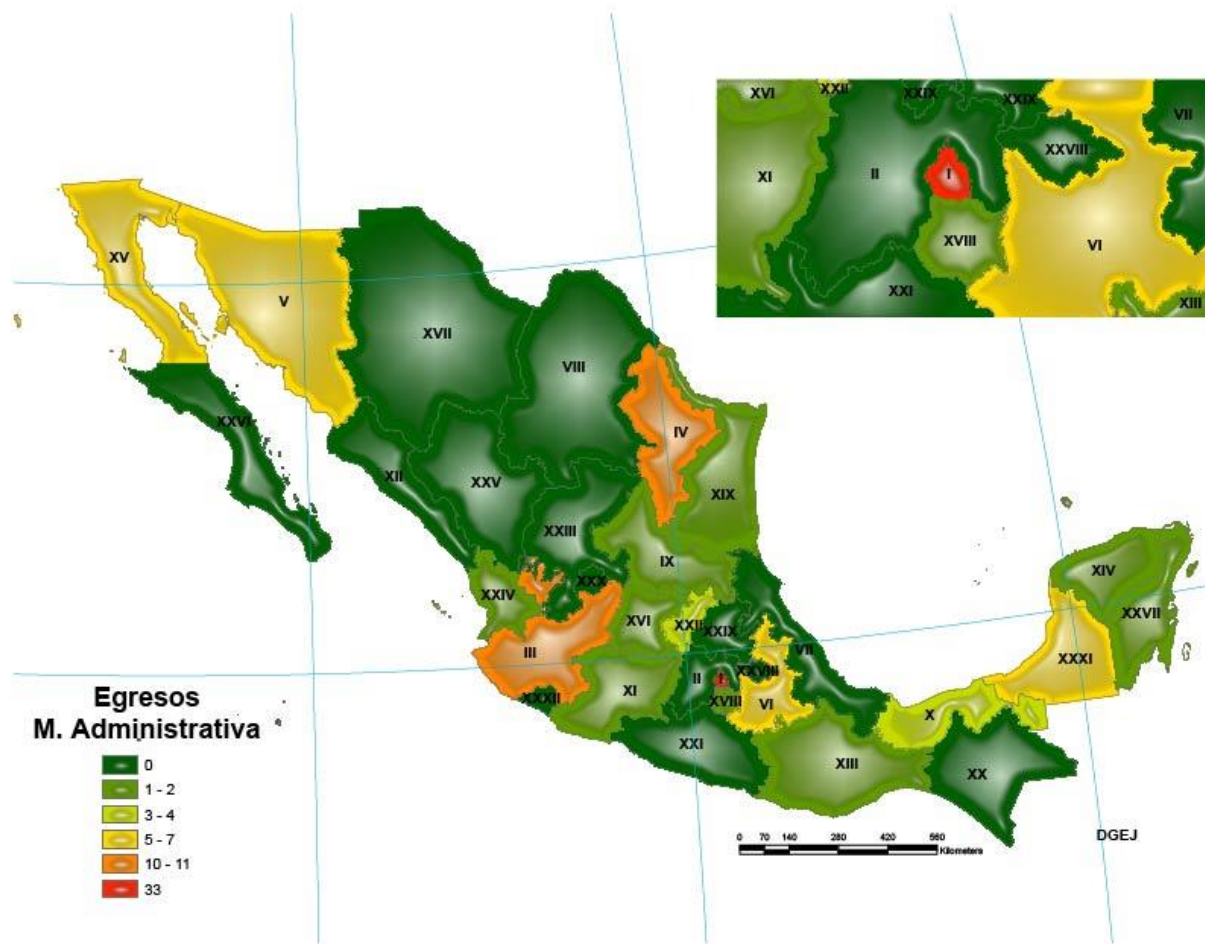 XVI
XXII
XXIX
XXIX
VII
XXVIII
XI
II
I
VI
XVIII
XXI
XIII
XV
V
XVII
VIII
IV
XXVI
XII
XXV
XIX
XXIII
IX
XXX
XXIV
XIV
XVI
XXII
XXIX
XXVII
III
VII
XXXI
XXVIII
II
I
XI
XXXII
XVIII
VI
X
XXI
XIII
XX
Egresos
M. Administrativa
0
1 - 2
3 - 4
5 - 7
10 - 11
33
0 70 140 280 420 560
Kilometers
DGEJ